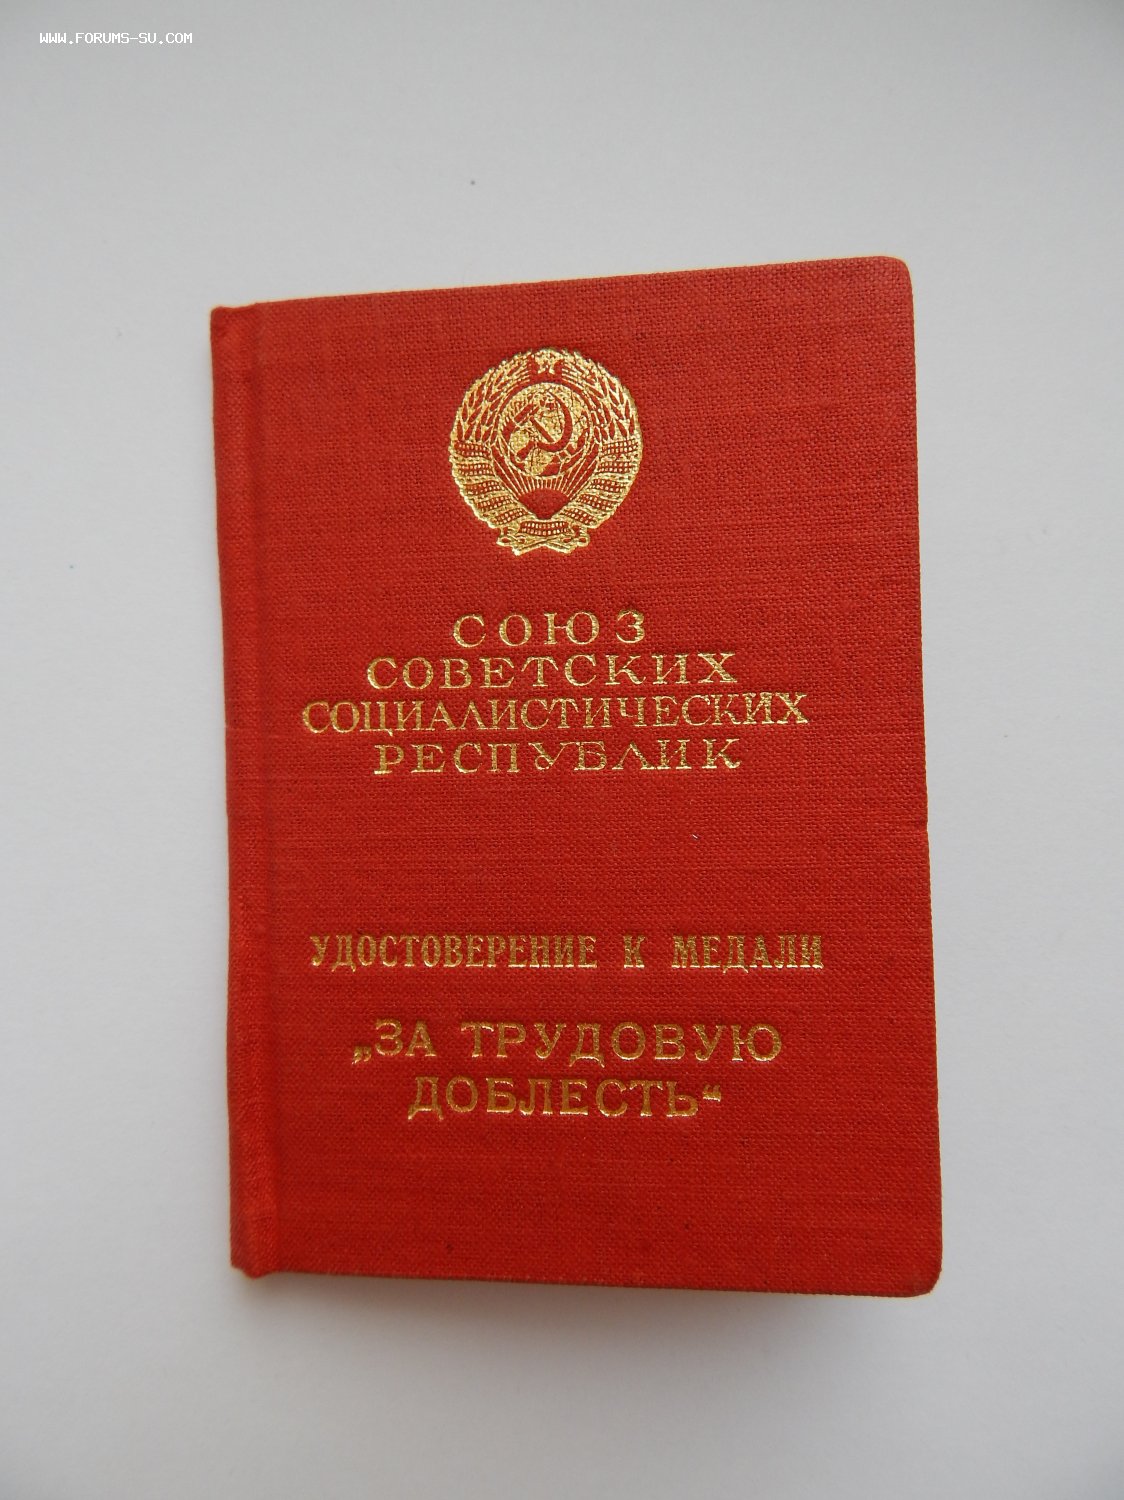 WWW.FORUMS-SU.COM
СОЮЗ
СОВЕТСКИХ
СОЦИАЛИСТИЧЕСКИХ
РЕСПУБЛИК
УДОСТОВЕРЕНИЕ К МЕДАЛИ
„ЗА ТРУДОВУЮ
ДОБЛЕСТЬ“